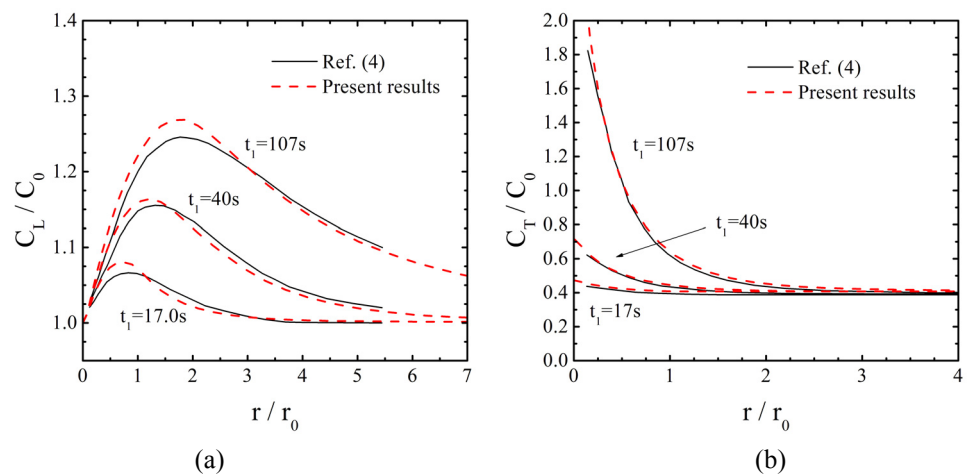 1.4
1.3
1.2
1.1
1.0
C_L / C_0
Ref. (4)
Present results
t_1=107s
t_1=40s
t_1=17.0s
0 1 2 3 4 5 6 7
r / r_0
(a)
2.0
1.8
1.6
1.4
1.2
1.0
0.8
0.6
0.4
0.2
0.0
C_T / C_0
Ref. (4)
Present results
t_1=107s
t_1=40s
t_1=17s
0 1 2 3 4
r / r_0
(b)